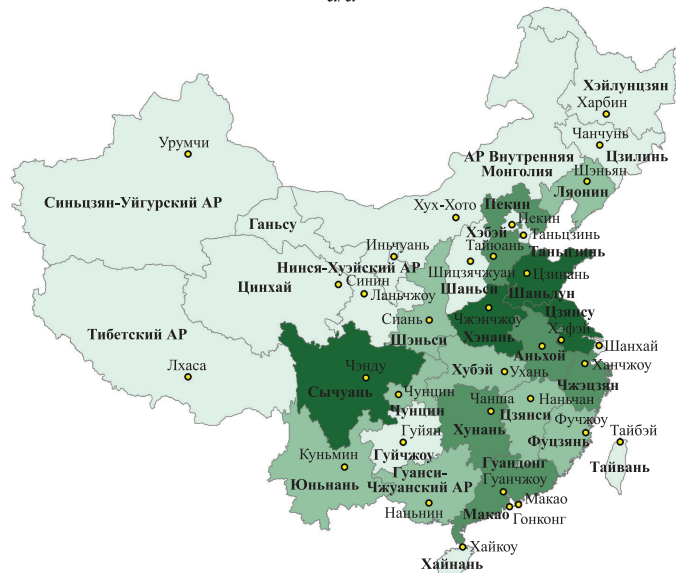 Хэйлунцзян
Харбин
Чанчунь
Цзилинь
Урумчи
АР Внутренняя
Монголия
Шэньян
Ляонин
Синьцзян-Уйгурский АР
Пекин
Хух-Хото
Пекин
Ганьсу
Хэбэй
Таньцзинь
Иньчуань
Тайюань
Таньцзинь
Нинся-Хуэйский АР
Шицзячжуан
Цзинань
Синин
Цинхай
Шаньси
Ланьчжоу
Шаньдун
Цзянсу
Чжэнчжоу
Тибетский АР
Сиань
Хэнань
Хэфэй
Шэньси
Аньхой
Шанхай
Лхаса
Чэнду
Хубэй
Ухань
Ханчжоу
Сычуань
Чунцин
Чжэцзян
Чунцин
Чанша
Наньчан
Цзянси
Гуйян
Хунань
Фучжоу
Тайбэй
Гуйчжоу
Фуцзянь
Куньмин
Гуанси-
Гуандонг
Тайвань
Юньнань
Чжуанский АР
Гуанчжоу
Наньнин
Макао
Макао
Гонконг
Хайкоу
Хайнань